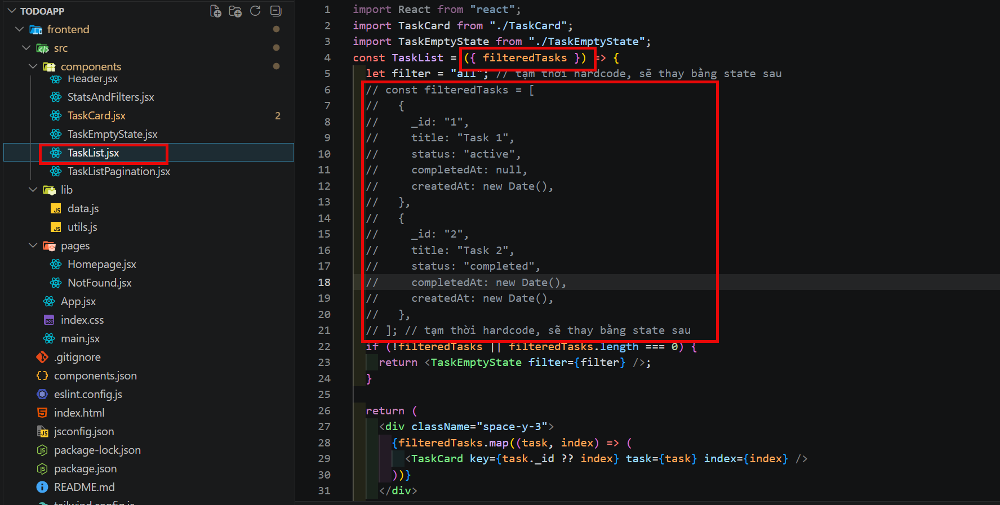 TODOAPP
frontend
src
components
Header.jsx
StatsAndFilters.jsx
TaskCard.jsx 2
TaskEmptyState.jsx
TaskList.jsx
TaskListPagination.jsx
lib
data.js
utils.js
pages
Homepage.jsx
NotFound.jsx
App.jsx
index.css
main.jsx
.gitignore
components.json
eslint.config.js
index.html
jsconfig.json
package-lock.json
package.json
README.md
tailwind.config.js
1 import React from "react";
2 import TaskCard from "./TaskCard";
3 import TaskEmptyState from "./TaskEmptyState";
4 const TaskList = ({ filteredTasks }) => {
5 let filter = "all"; // tạm thời hardcode, sẽ thay bằng state sau
6 // const filteredTasks = [
7 // {
8 // _id: "1",
9 // title: "Task 1",
10 // status: "active",
11 // completedAt: null,
12 // createdAt: new Date(),
13 // },
14 // {
15 // _id: "2",
16 // title: "Task 2",
17 // status: "completed",
18 // completedAt: new Date(),
19 // createdAt: new Date(),
20 // },
21 // ]; // tạm thời hardcode, sẽ thay bằng state sau
22 if (!filteredTasks || filteredTasks.length === 0) {
23 return <TaskEmptyState filter={filter} />;
24 }
25
26 return (
27 <div className="space-y-3">
28 {filteredTasks.map((task, index) => (
29 <TaskCard key={task._id ?? index} task={task} index={index} />
30 ))}
31 </div>